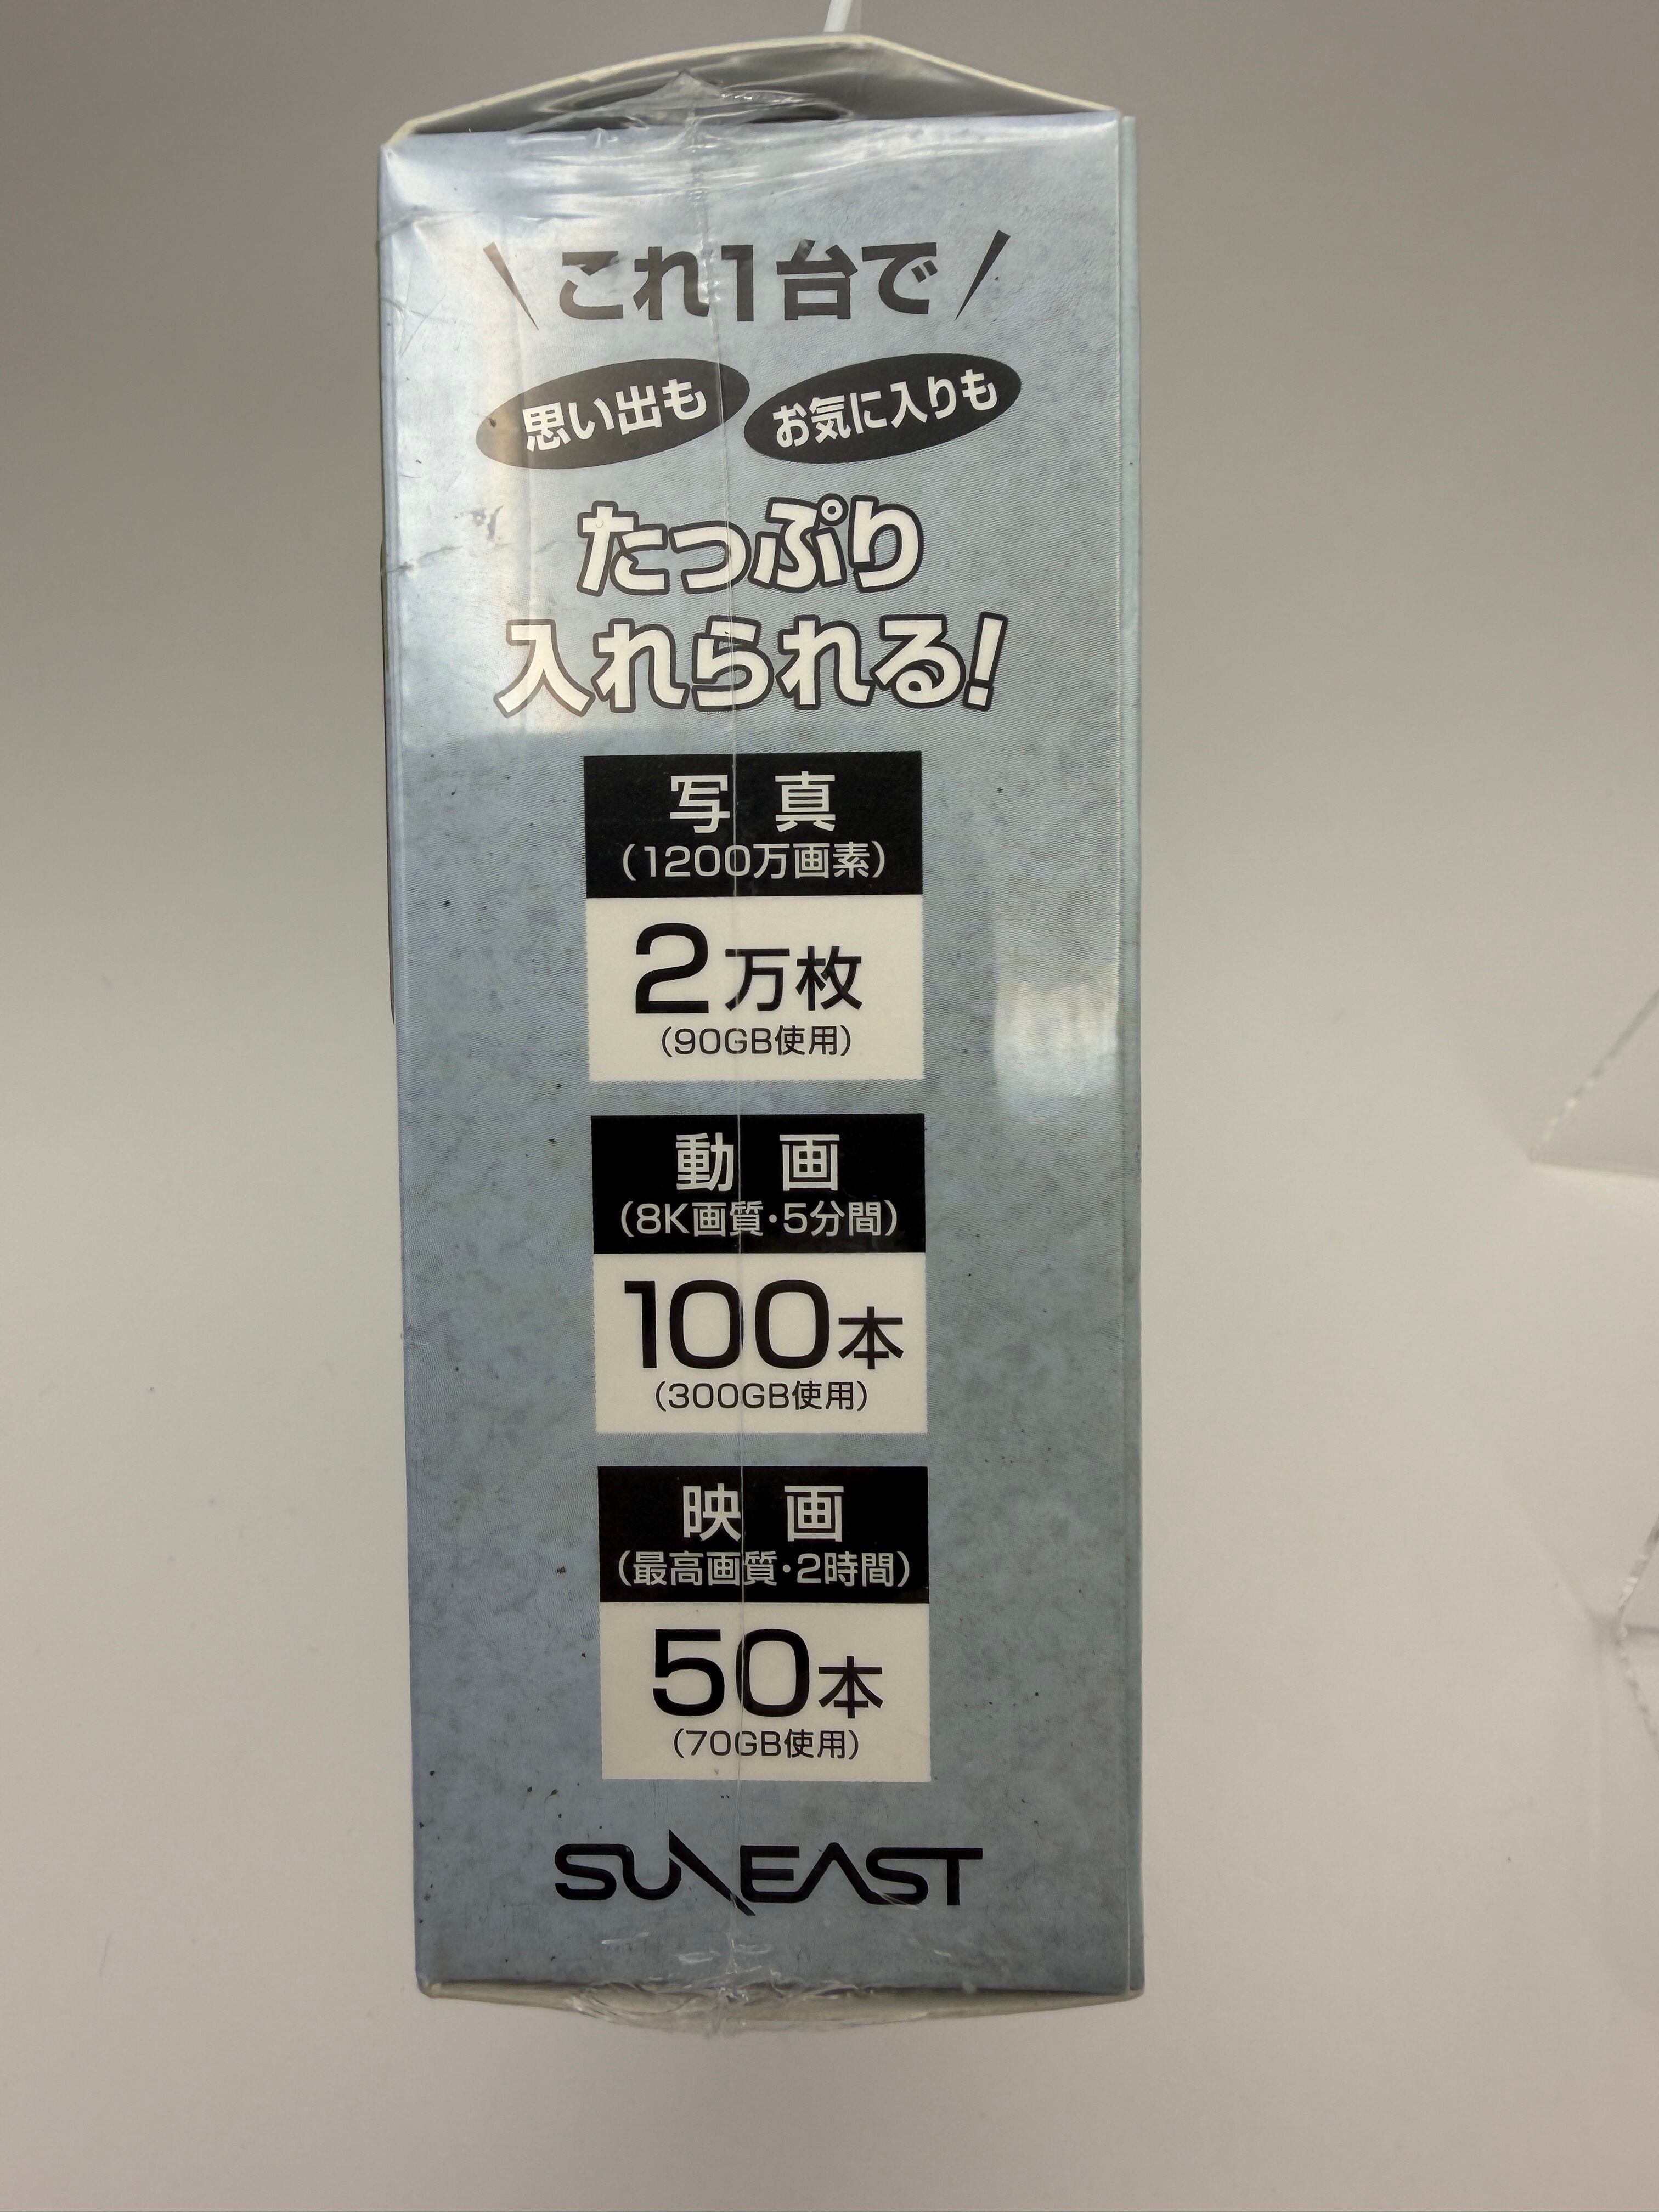 これ1台で
思い出も お気に入りも
たっぷり
入れられる!
写 真
(1200万画素)
2万枚
(90GB使用)
動 画
(8K画質・5分間)
100本
(300GB使用)
映 画
(最高画質・2時間)
50本
(70GB使用)
SUNEAST